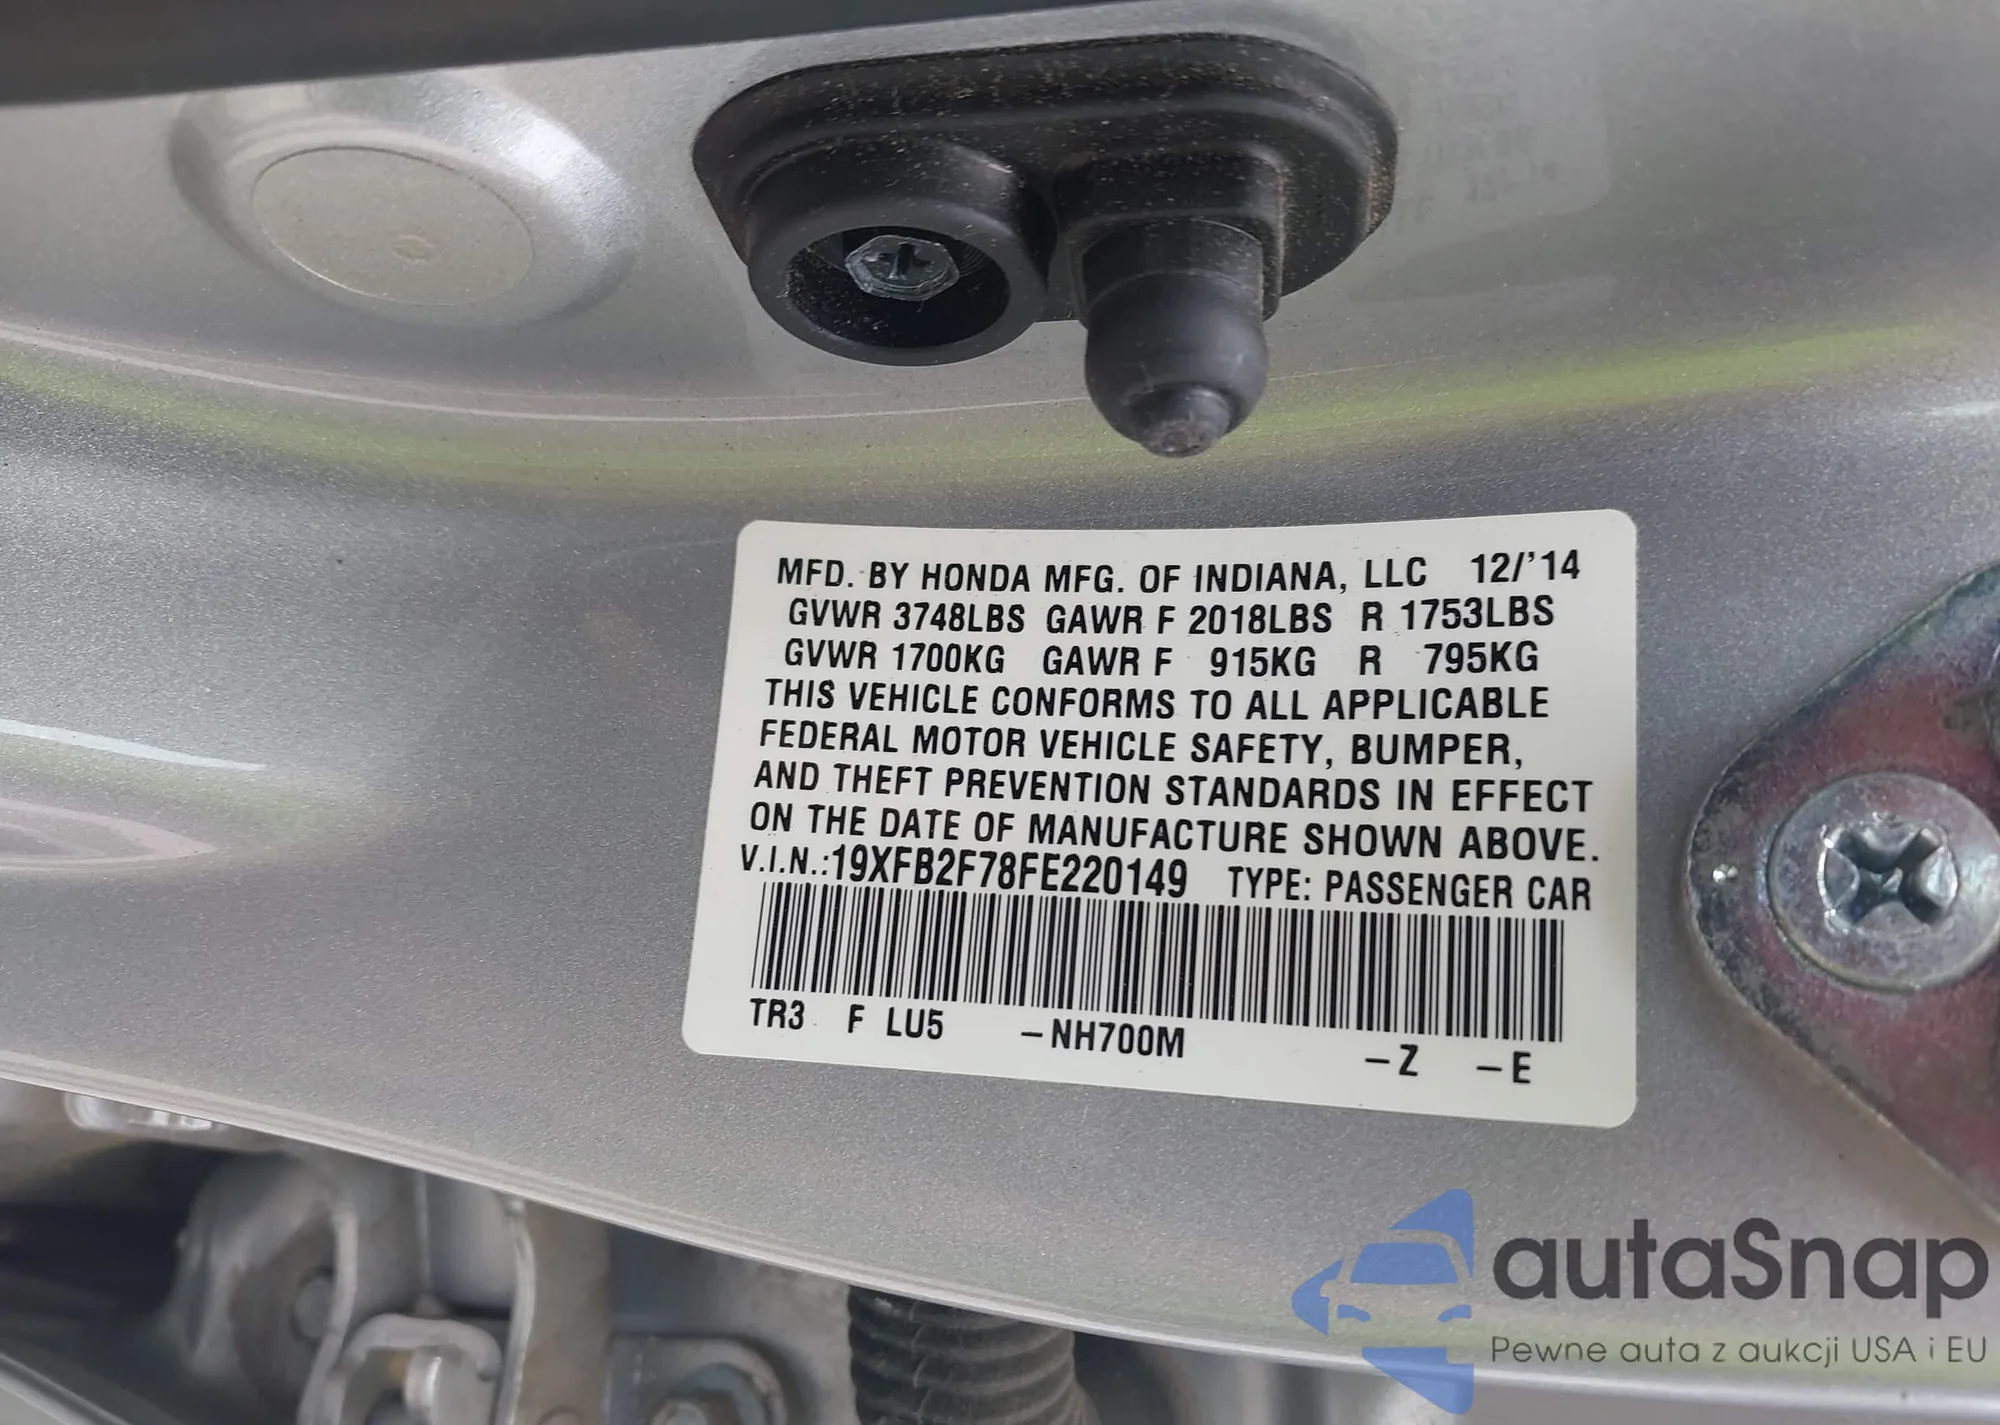 MFD. BY HONDA MFG. OF INDIANA, LLC 12/'14
GVWR 3748LBS GAWR F 2018LBS R 1753LBS
GVWR 1700KG GAWR F 915KG R 795KG
THIS VEHICLE CONFORMS TO ALL APPLICABLE
FEDERAL MOTOR VEHICLE SAFETY, BUMPER,
AND THEFT PREVENTION STANDARDS IN EFFECT
ON THE DATE OF MANUFACTURE SHOWN ABOVE.
V.I.N.:19XFB2F78FE220149 TYPE: PASSENGER CAR
TR3 F LU5 –NH700M –Z –E
autaSnap
Pewne auta z aukcji USA i EU